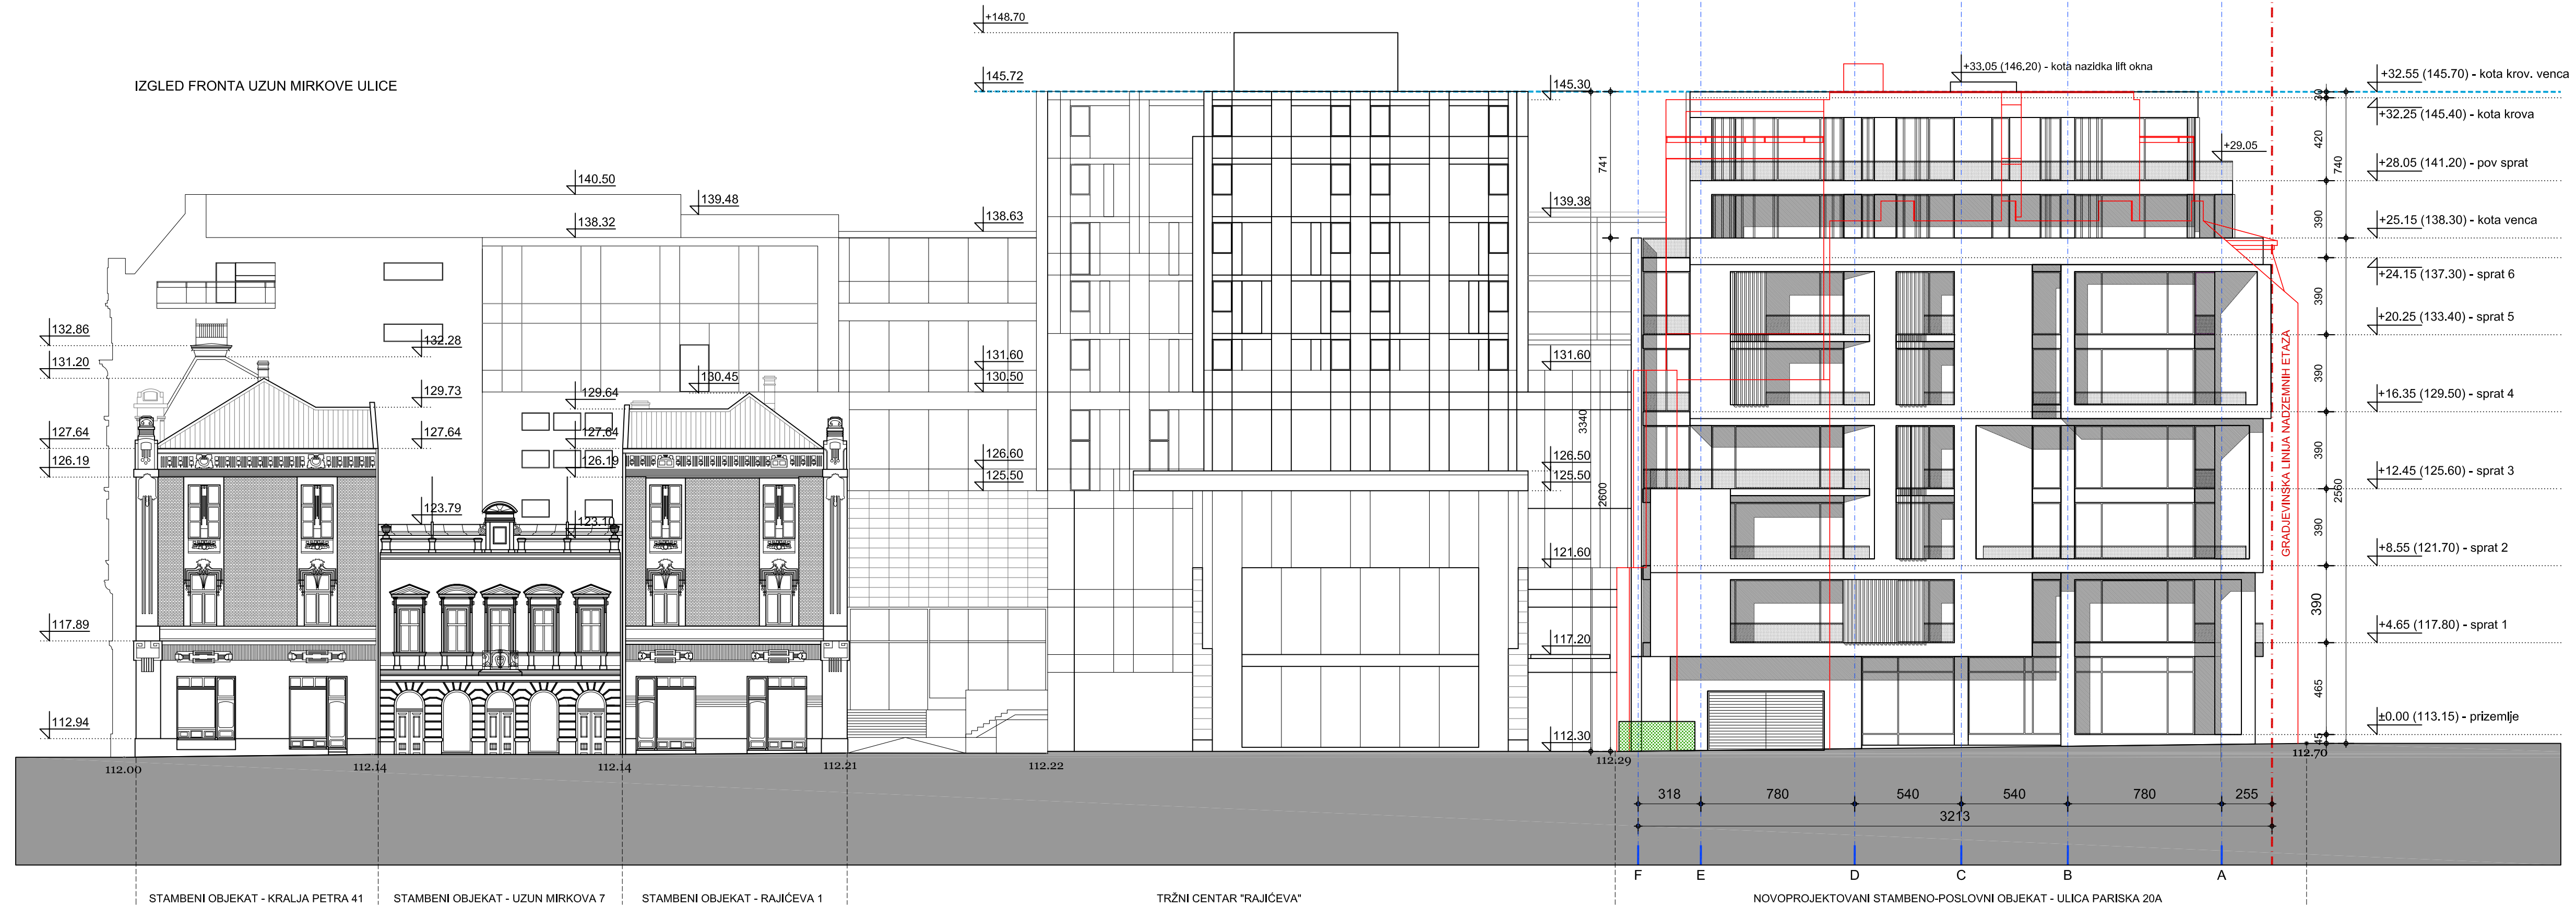 IZGLED FRONTA UZUN MIRKOVE ULICE
+148.70
145.72
145.30
+33,05 (146,20) - kota nazidka lift okna
+32.55 (145.70) - kota krov. venca
30
+32.25 (145.40) - kota krova
420
+29.05
741
740
+28.05 (141.20) - pov sprat
140.50
139.48
139.38
138.63
138.32
390
+25.15 (138.30) - kota venca
+24.15 (137.30) - sprat 6
390
+20.25 (133.40) - sprat 5
132.86
132.28
131.20
131.60
131.60
130.50
130.45
390
+16.35 (129.50) - sprat 4
129.73
129.64
3340
127.64
127.64
127.64
126.19
126.19
126.60
126.50
125.50
125.50
390
+12.45 (125.60) - sprat 3
2600
2560
GRADJEVINSKA LINIJA NADZEMNIH ETAZA
123.79
123.10
390
+8.55 (121.70) - sprat 2
121.60
390
+4.65 (117.80) - sprat 1
117.89
117.20
465
±0.00 (113.15) - prizemlje
112.94
112.30
45
112.00
112.14
112.14
112.21
112.22
112.29
112.70
318
780
540
540
780
255
3213
F
E
D
C
B
A
STAMBENI OBJEKAT - KRALJA PETRA 41
STAMBENI OBJEKAT - UZUN MIRKOVA 7
STAMBENI OBJEKAT - RAJIĆEVA 1
TRŽNI CENTAR "RAJIĆEVA"
NOVOPROJEKTOVANI STAMBENO-POSLOVNI OBJEKAT - ULICA PARISKA 20A